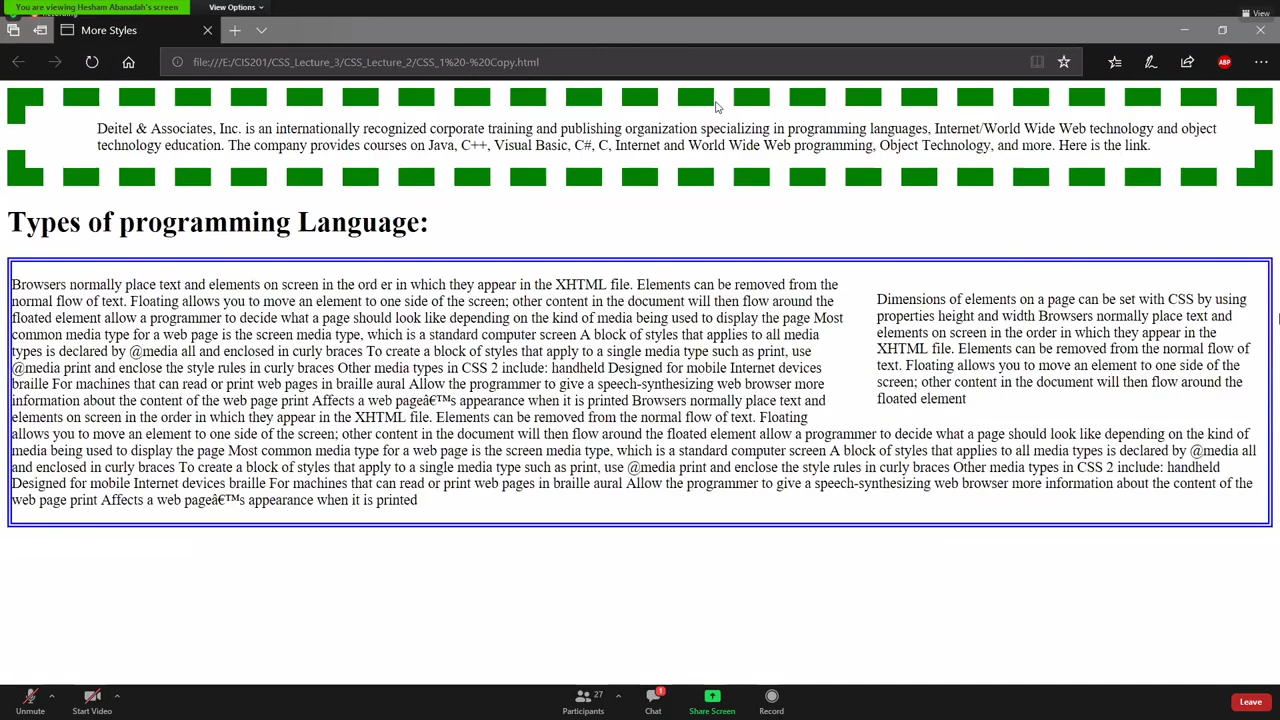 You are viewing Hesham Abanadah's screen
View Options
View
More Styles
file:///E:/CIS201/CSS_Lecture_3/CSS_Lecture_2/CSS_1%20-%20Copy.html
ABP
Deitel & Associates, Inc. is an internationally recognized corporate training and publishing organization specializing in programming languages, Internet/World Wide Web technology and object
technology education. The company provides courses on Java, C++, Visual Basic, C#, C, Internet and World Wide Web programming, Object Technology, and more. Here is the link.
Types of programming Language:
Browsers normally place text and elements on screen in the ord er in which they appear in the XHTML file. Elements can be removed from the
normal flow of text. Floating allows you to move an element to one side of the screen; other content in the document will then flow around the
floated element allow a programmer to decide what a page should look like depending on the kind of media being used to display the page Most
common media type for a web page is the screen media type, which is a standard computer screen A block of styles that applies to all media
types is declared by @media all and enclosed in curly braces To create a block of styles that apply to a single media type such as print, use
@media print and enclose the style rules in curly braces Other media types in CSS 2 include: handheld Designed for mobile Internet devices
braille For machines that can read or print web pages in braille aural Allow the programmer to give a speech-synthesizing web browser more
information about the content of the web page print Affects a web pageâ€™s appearance when it is printed Browsers normally place text and
elements on screen in the order in which they appear in the XHTML file. Elements can be removed from the normal flow of text. Floating
allows you to move an element to one side of the screen; other content in the document will then flow around the floated element allow a programmer to decide what a page should look like depending on the kind of
media being used to display the page Most common media type for a web page is the screen media type, which is a standard computer screen A block of styles that applies to all media types is declared by @media all
and enclosed in curly braces To create a block of styles that apply to a single media type such as print, use @media print and enclose the style rules in curly braces Other media types in CSS 2 include: handheld
Designed for mobile Internet devices braille For machines that can read or print web pages in braille aural Allow the programmer to give a speech-synthesizing web browser more information about the content of the
web page print Affects a web pageâ€™s appearance when it is printed
Dimensions of elements on a page can be set with CSS by using
properties height and width Browsers normally place text and
elements on screen in the order in which they appear in the
XHTML file. Elements can be removed from the normal flow of
text. Floating allows you to move an element to one side of the
screen; other content in the document will then flow around the
floated element
Unmute
Start Video
27
Participants
1
Chat
Share Screen
Record
Leave